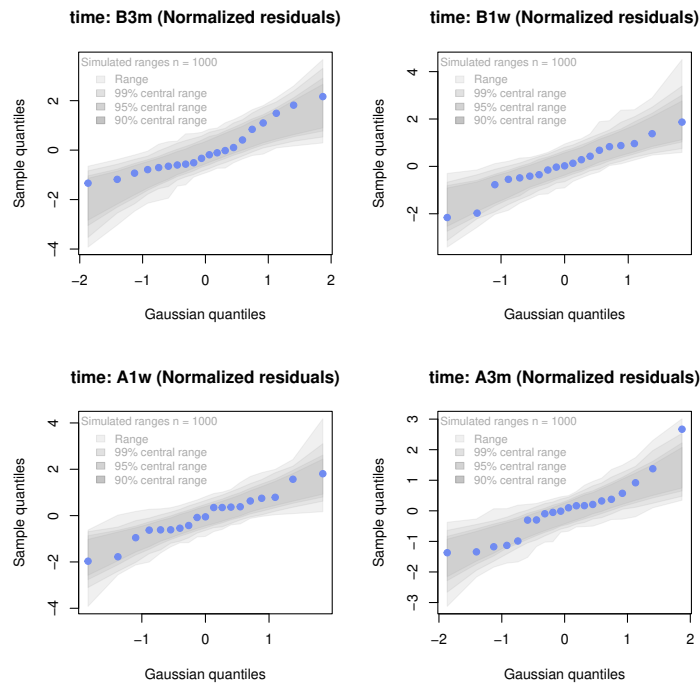 time: B3m (Normalized residuals)
Simulated ranges n = 1000
Range
99% central range
95% central range
90% central range
Sample quantiles
2
0
−2
−4
−2
−1
0
1
2
Gaussian quantiles
time: B1w (Normalized residuals)
Simulated ranges n = 1000
Range
99% central range
95% central range
90% central range
Sample quantiles
4
2
0
−2
−1
0
1
Gaussian quantiles
time: A1w (Normalized residuals)
Simulated ranges n = 1000
Range
99% central range
95% central range
90% central range
Sample quantiles
4
2
0
−2
−4
−1
0
1
Gaussian quantiles
time: A3m (Normalized residuals)
Simulated ranges n = 1000
Range
99% central range
95% central range
90% central range
Sample quantiles
3
2
1
0
−1
−2
−3
−2
−1
0
1
2
Gaussian quantiles